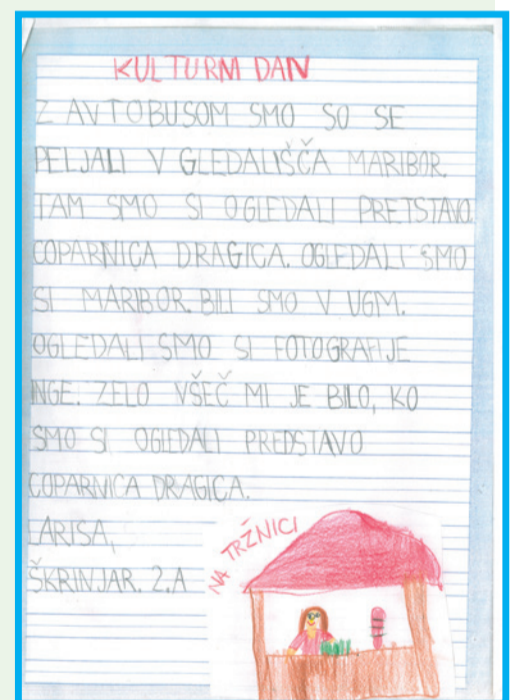 KULTURNI DAN
Z AVTOBUSOM SMO SO SE
PELJALI V GLEDALIŠČA MARIBOR.
TAM SMO SI OGLEDALI PRETSTAVO
COPARNICA DRAGICA. OGLEDALI SMO
SI MARIBOR. BILI SMO V UGM.
OGLEDALI SMO SI FOTOGRAFIJE
INGE. ZELO VŠEČ MI JE BILO, KO
SMO SI OGLEDALI PREDSTAVO
COPARNICA DRAGICA.
LARISA,
ŠKRINJAR. 2.A
NA TRŽNICI